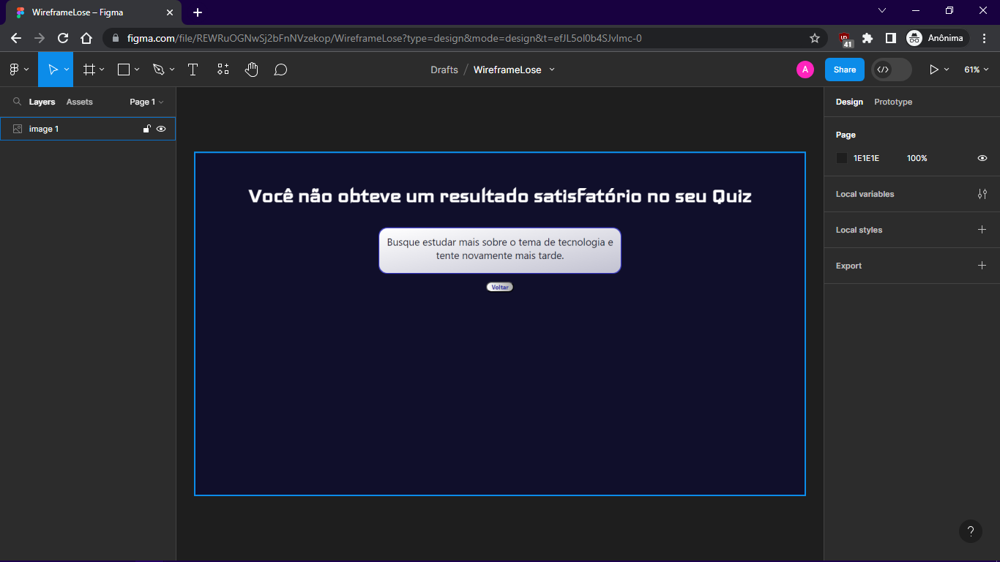 WireframeLose – Figma
figma.com/file/REWRuOGNwSj2bFnNVzekop/WireframeLose?type=design&mode=design&t=efJL5oI0b4SJvImc-0
41
Anônima
Drafts / WireframeLose
A
Share
61%
Layers
Assets
Page 1
Design
Prototype
image 1
Page
1E1E1E
100%
Local variables
Local styles
Export
Você não obteve um resultado satisfatório no seu Quiz
Busque estudar mais sobre o tema de tecnologia e
tente novamente mais tarde.
Voltar
?